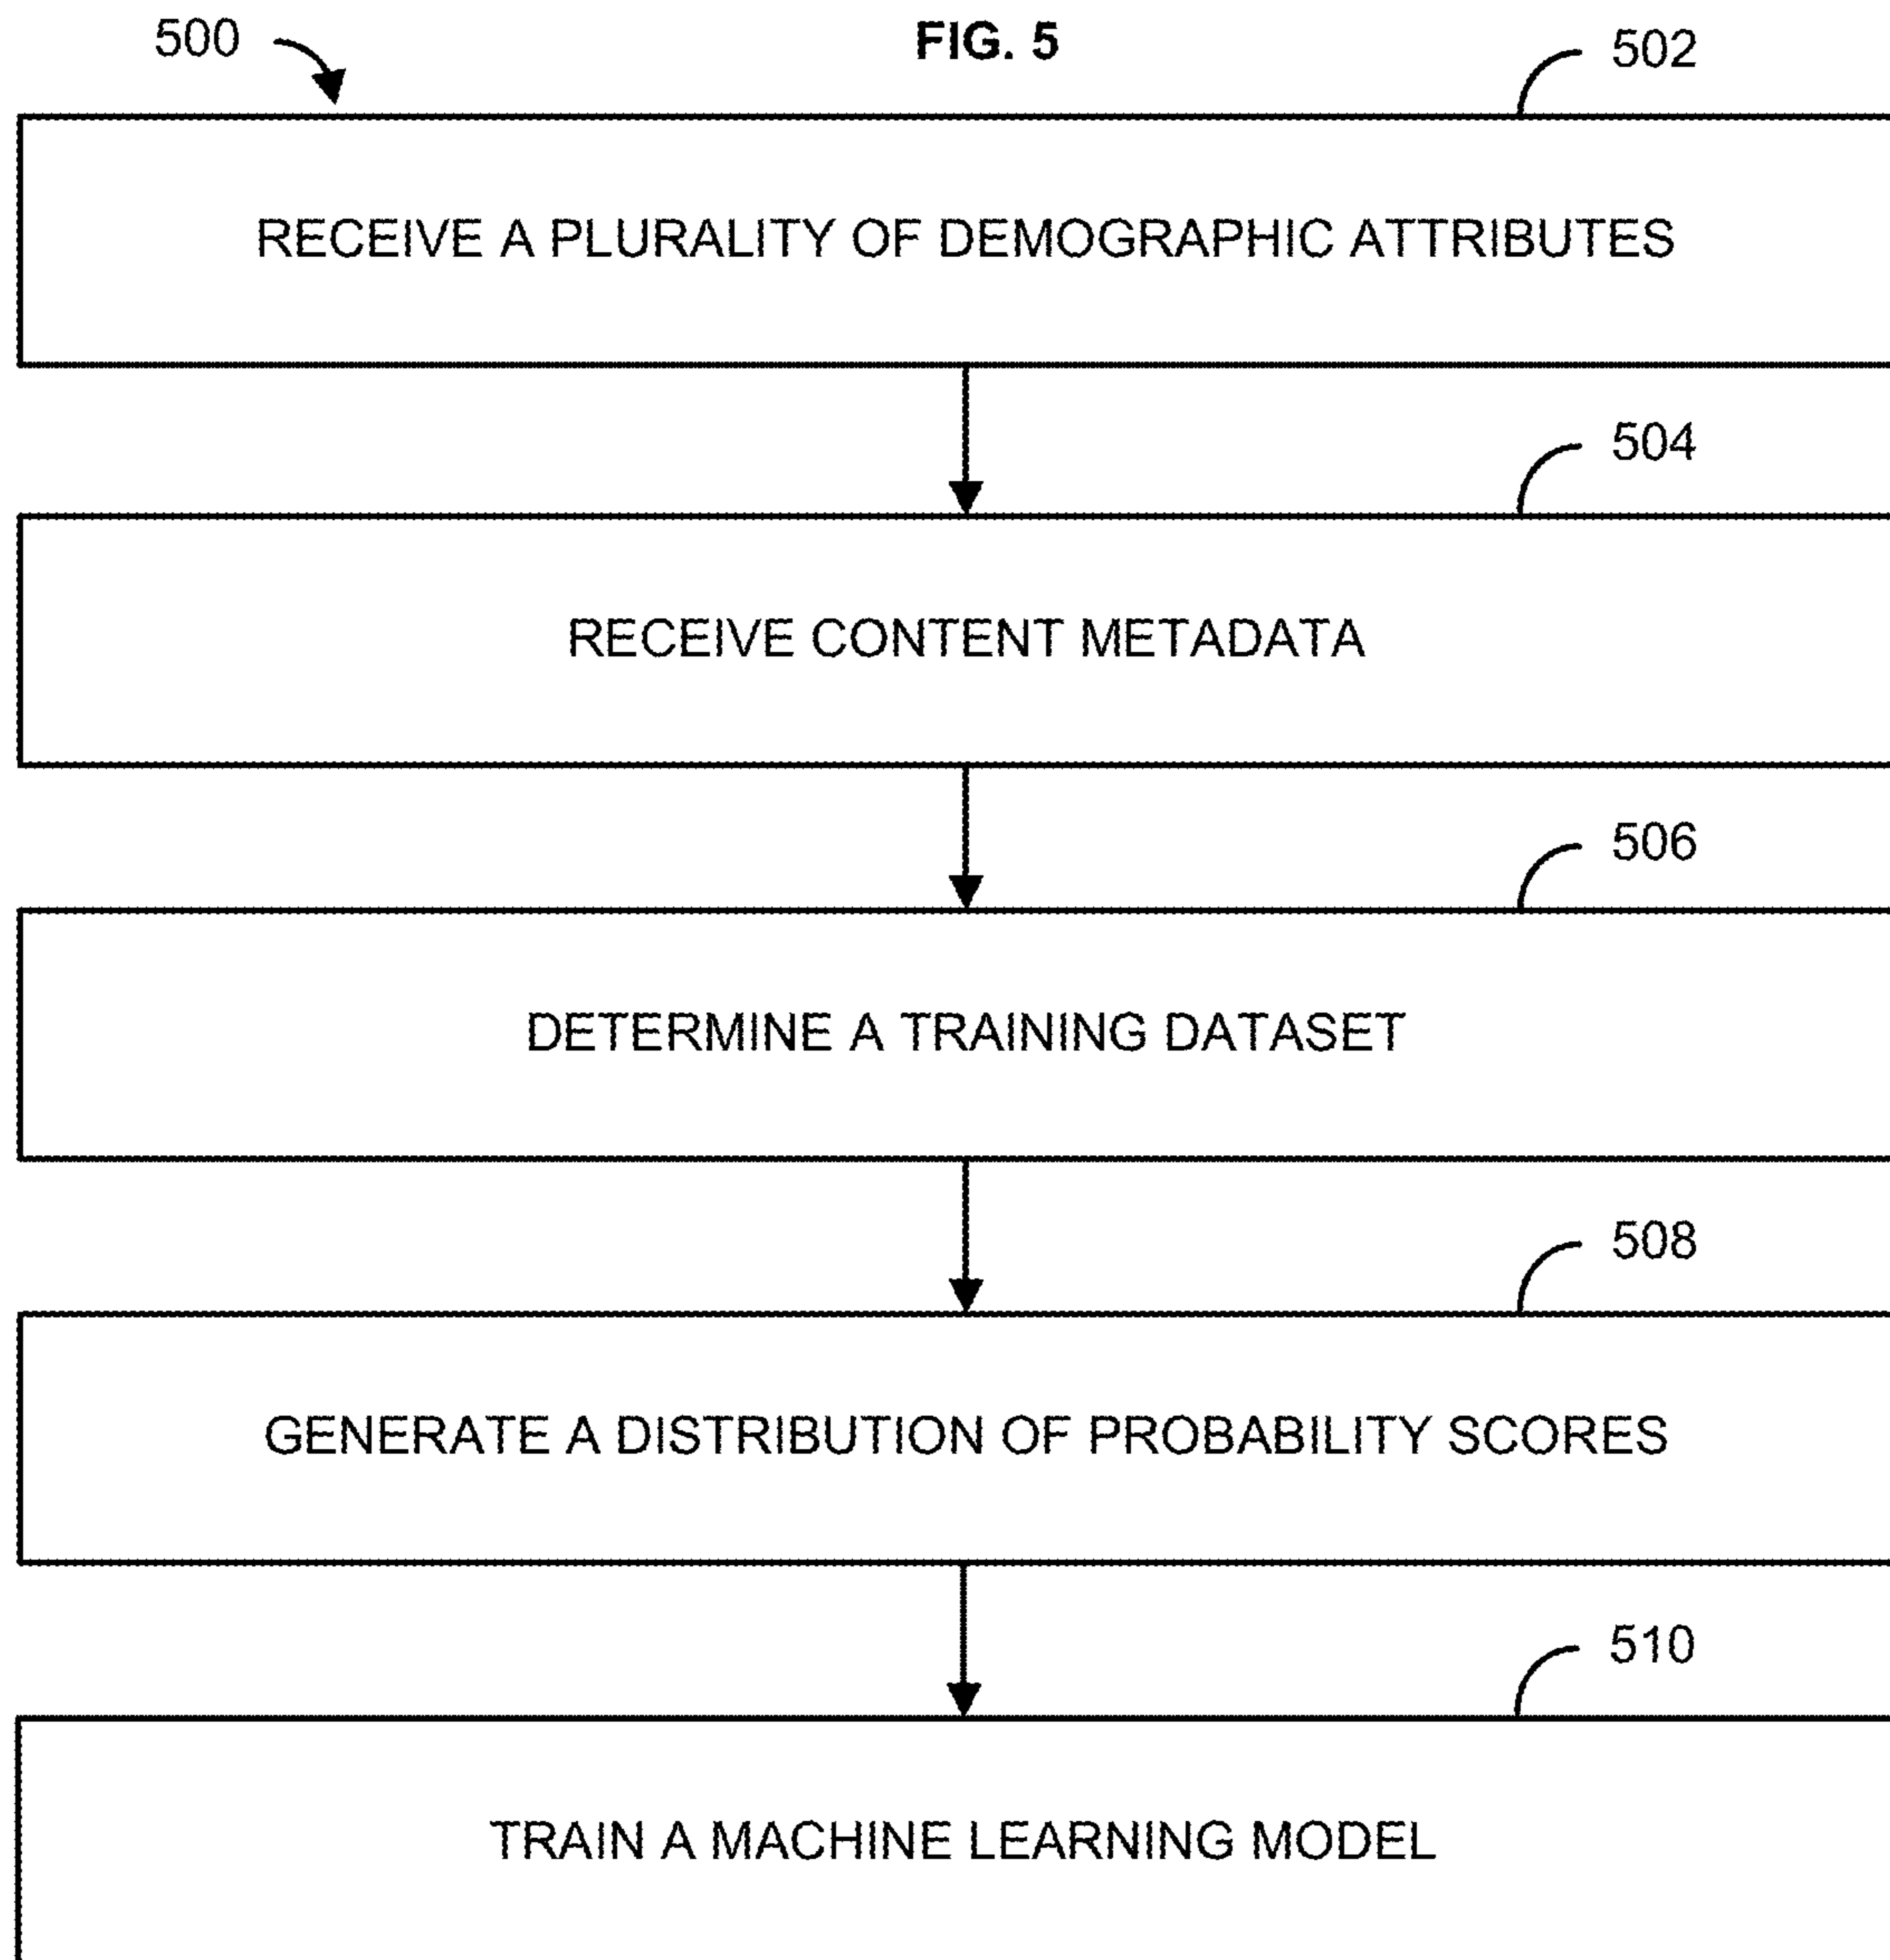 500
FIG. 5
502
RECEIVE A PLURALITY OF DEMOGRAPHIC ATTRIBUTES
504
RECEIVE CONTENT METADATA
506
DETERMINE A TRAINING DATASET
508
GENERATE A DISTRIBUTION OF PROBABILITY SCORES
510
TRAIN A MACHINE LEARNING MODEL